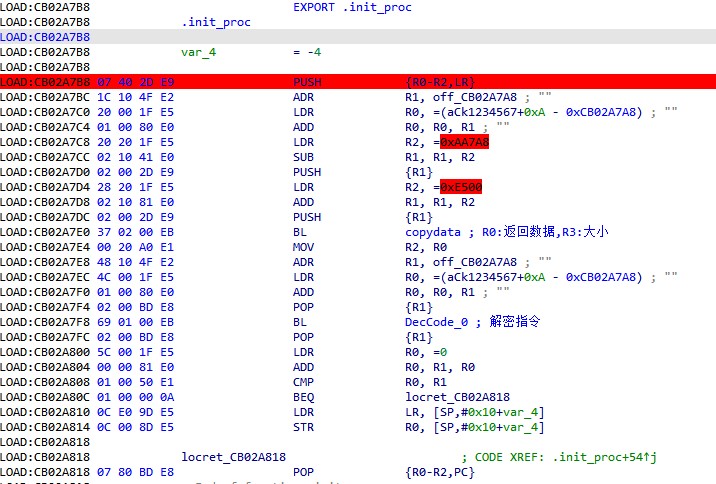 LOAD:CB02A7B8 EXPORT .init_proc
LOAD:CB02A7B8 .init_proc
LOAD:CB02A7B8
LOAD:CB02A7B8 var_4 = -4
LOAD:CB02A7B8
LOAD:CB02A7B8 07 40 2D E9 PUSH {R0-R2,LR}
LOAD:CB02A7BC 1C 10 4F E2 ADR R1, off_CB02A7A8 ; ""
LOAD:CB02A7C0 20 00 1F E5 LDR R0, =(aCk1234567+0xA - 0xCB02A7A8) ; ""
LOAD:CB02A7C4 01 00 80 E0 ADD R0, R0, R1 ; ""
LOAD:CB02A7C8 20 20 1F E5 LDR R2, =0xAA7A8
LOAD:CB02A7CC 02 10 41 E0 SUB R1, R1, R2
LOAD:CB02A7D0 02 00 2D E9 PUSH {R1}
LOAD:CB02A7D4 28 20 1F E5 LDR R2, =0xE500
LOAD:CB02A7D8 02 10 81 E0 ADD R1, R1, R2
LOAD:CB02A7DC 02 00 2D E9 PUSH {R1}
LOAD:CB02A7E0 37 02 00 EB BL copydata ; R0:返回数据,R3:大小
LOAD:CB02A7E4 00 20 A0 E1 MOV R2, R0
LOAD:CB02A7E8 48 10 4F E2 ADR R1, off_CB02A7A8 ; ""
LOAD:CB02A7EC 4C 00 1F E5 LDR R0, =(aCk1234567+0xA - 0xCB02A7A8) ; ""
LOAD:CB02A7F0 01 00 80 E0 ADD R0, R0, R1 ; ""
LOAD:CB02A7F4 02 00 BD E8 POP {R1}
LOAD:CB02A7F8 69 01 00 EB BL DecCode_0 ; 解密指令
LOAD:CB02A7FC 02 00 BD E8 POP {R1}
LOAD:CB02A800 5C 00 1F E5 LDR R0, =0
LOAD:CB02A804 00 00 81 E0 ADD R0, R1, R0
LOAD:CB02A808 01 00 50 E1 CMP R0, R1
LOAD:CB02A80C 01 00 00 0A BEQ locret_CB02A818
LOAD:CB02A810 0C E0 9D E5 LDR LR, [SP,#0x10+var_4]
LOAD:CB02A814 0C 00 8D E5 STR R0, [SP,#0x10+var_4]
LOAD:CB02A818
LOAD:CB02A818 locret_CB02A818 ; CODE XREF: .init_proc+54↑j
LOAD:CB02A818 07 80 BD E8 POP {R0-R2,PC}